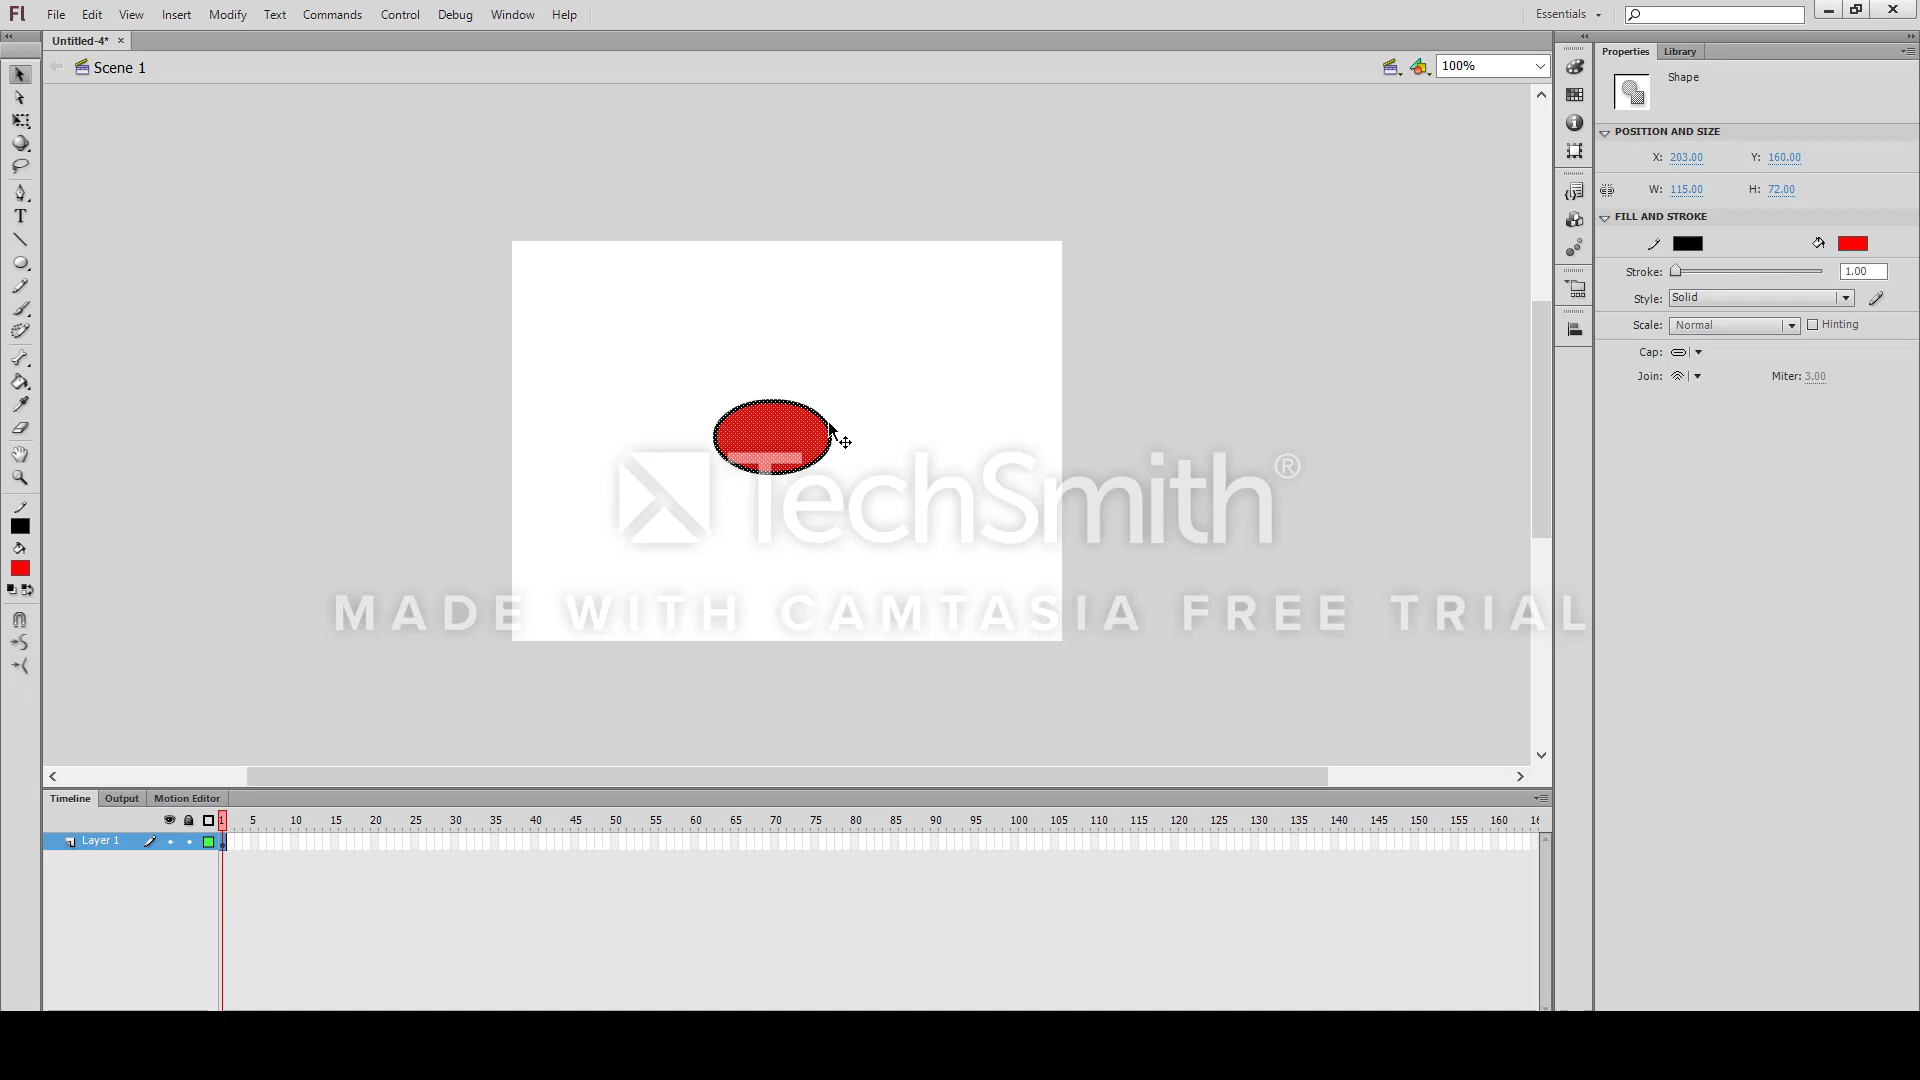 Fl File Edit View Insert Modify Text Commands Control Debug Window Help Essentials
Untitled-4* ×
Scene 1 100%
Properties Library
Shape
POSITION AND SIZE
X: 203.00 Y: 160.00
W: 115.00 H: 72.00
FILL AND STROKE
Stroke: 1.00
Style: Solid
Scale: Normal Hinting
Cap:
Join: Miter: 3.00
T
TechSmith®
MADE WITH CAMTASIA FREE TRIAL
Timeline Output Motion Editor
1 5 10 15 20 25 30 35 40 45 50 55 60 65 70 75 80 85 90 95 100 105 110 115 120 125 130 135 140 145 150 155 160 16
Layer 1